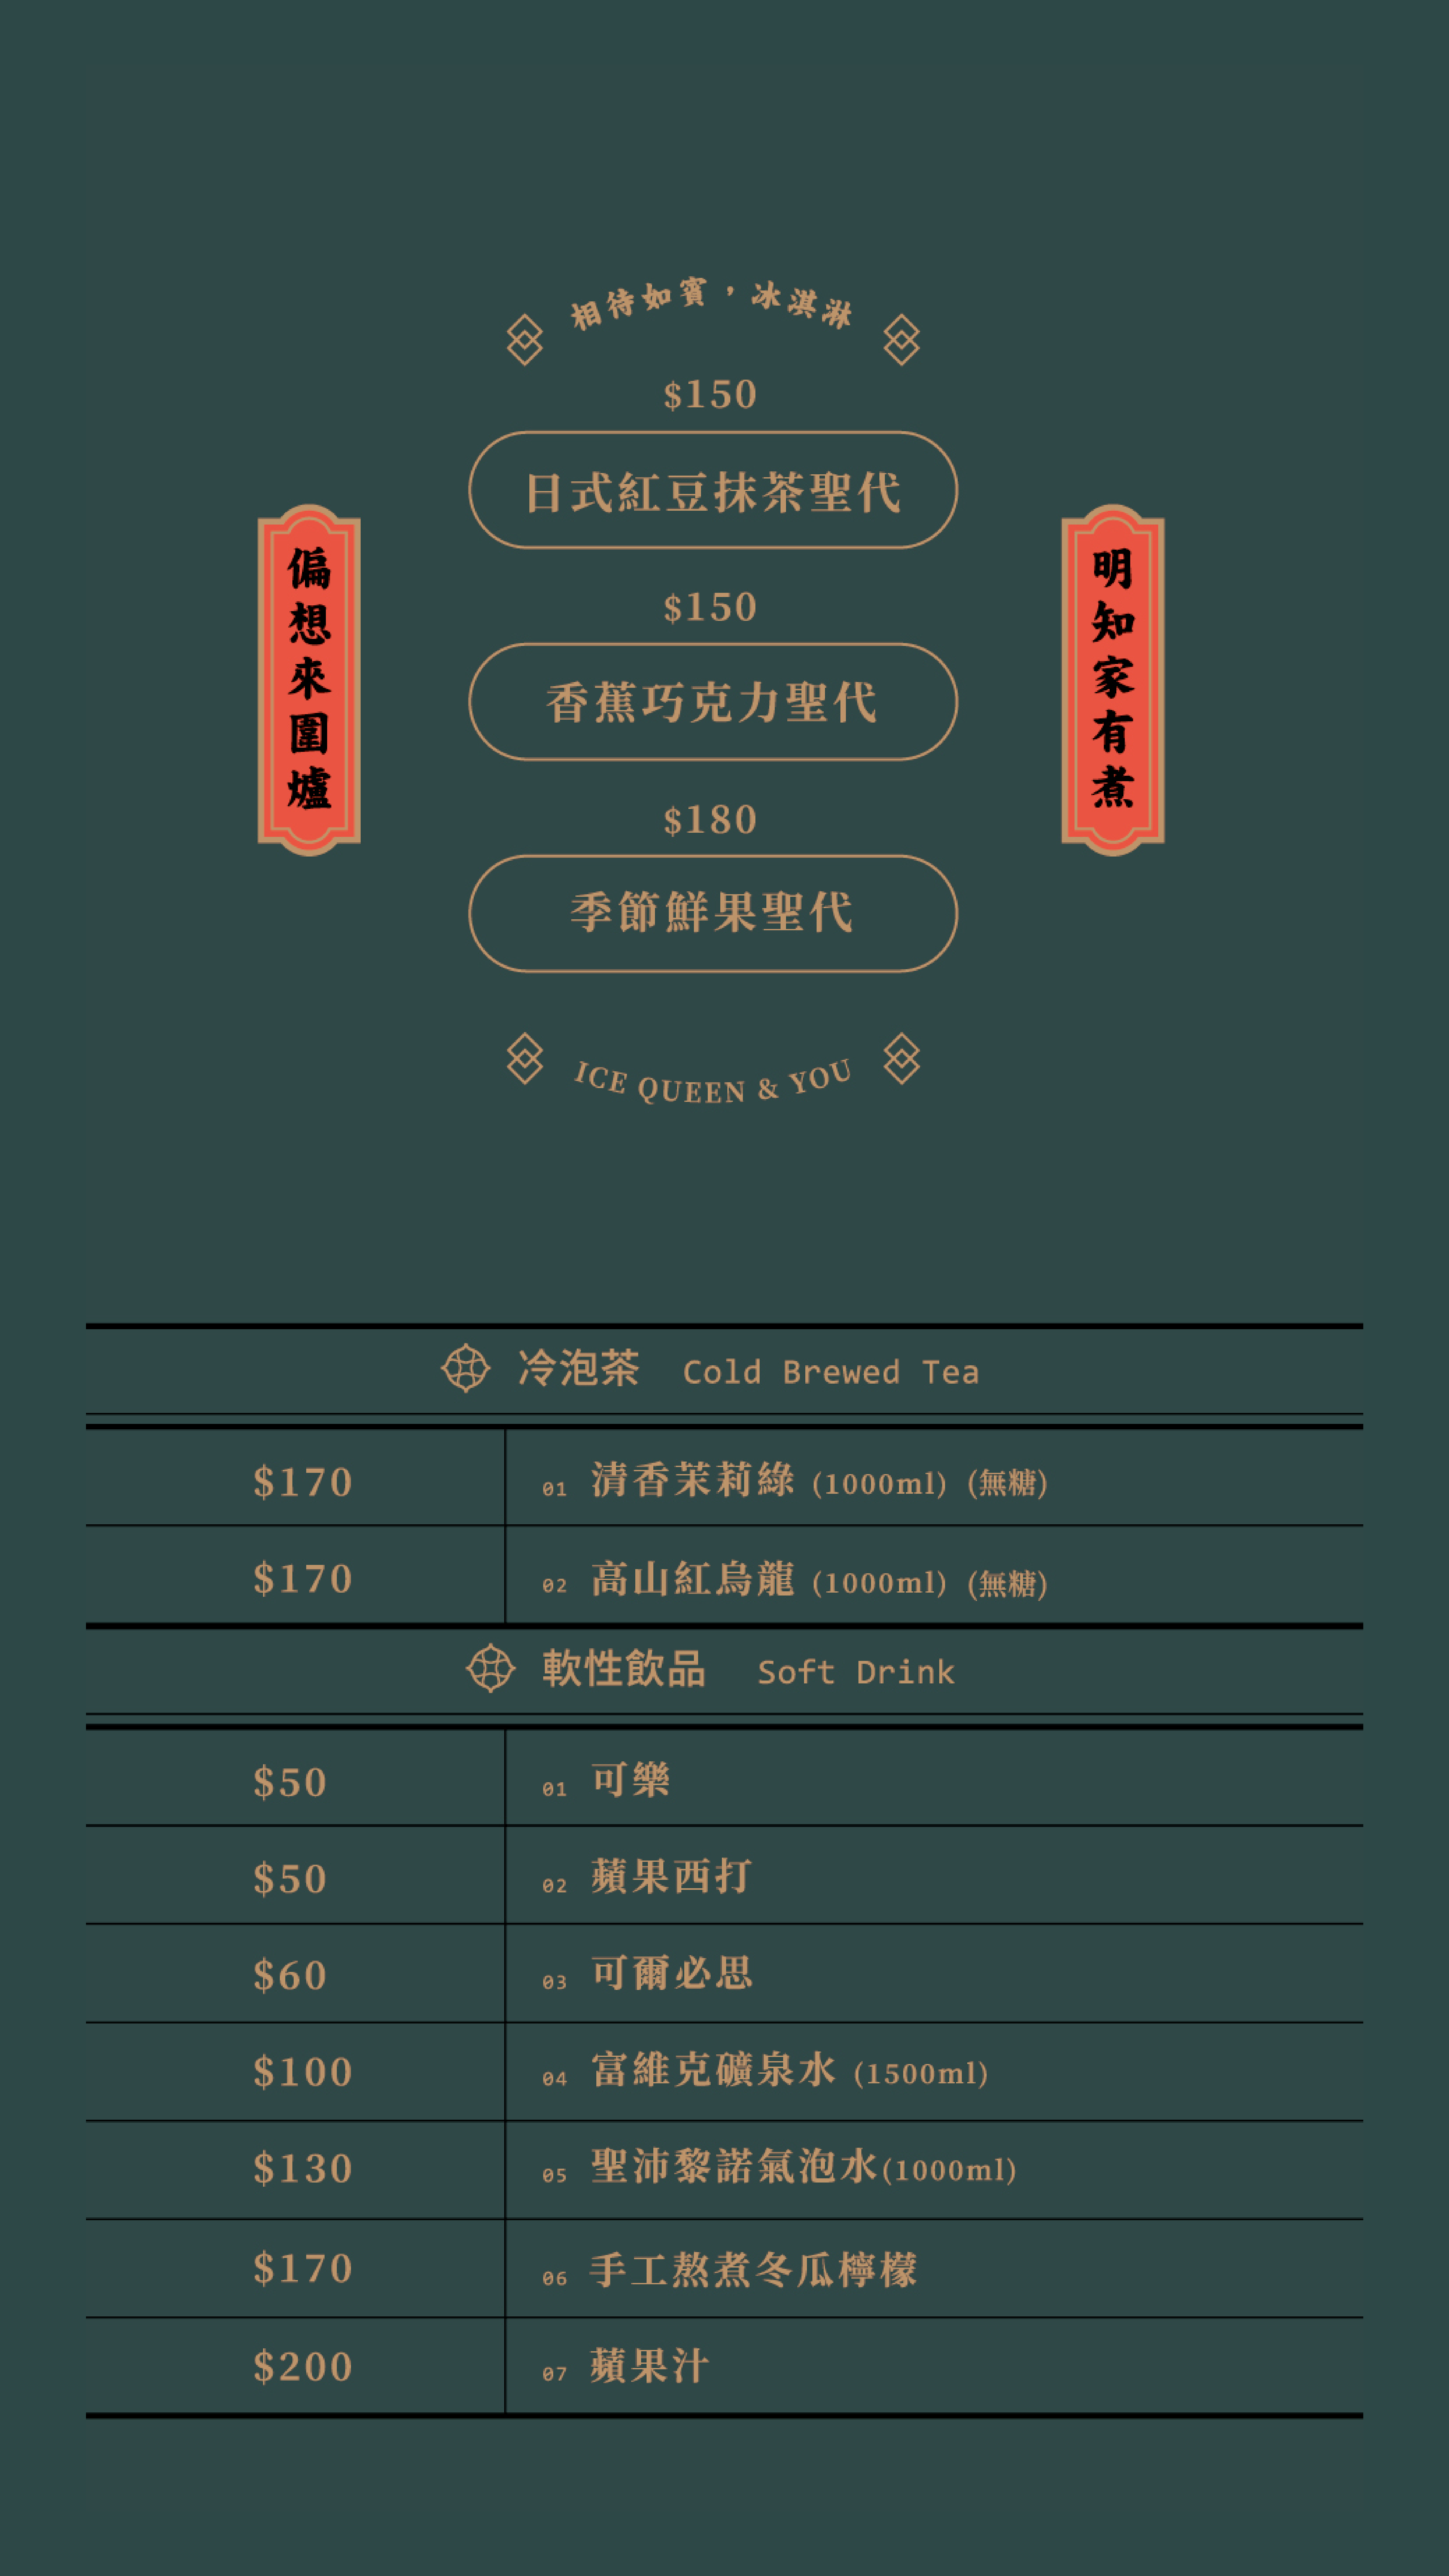 相待如賓，冰淇淋
$150
日式紅豆抹茶聖代
$150
香蕉巧克力聖代
$180
季節鮮果聖代
明知家有煮
偏想來圍爐
ICE QUEEN & YOU
冷泡茶 Cold Brewed Tea
$170 01 清香茉莉綠 (1000ml) (無糖)
$170 02 高山紅烏龍 (1000ml) (無糖)
軟性飲品 Soft Drink
$50 01 可樂
$50 02 蘋果西打
$60 03 可爾必思
$100 04 富維克礦泉水 (1500ml)
$130 05 聖沛黎諾氣泡水(1000ml)
$170 06 手工熬煮冬瓜檸檬
$200 07 蘋果汁